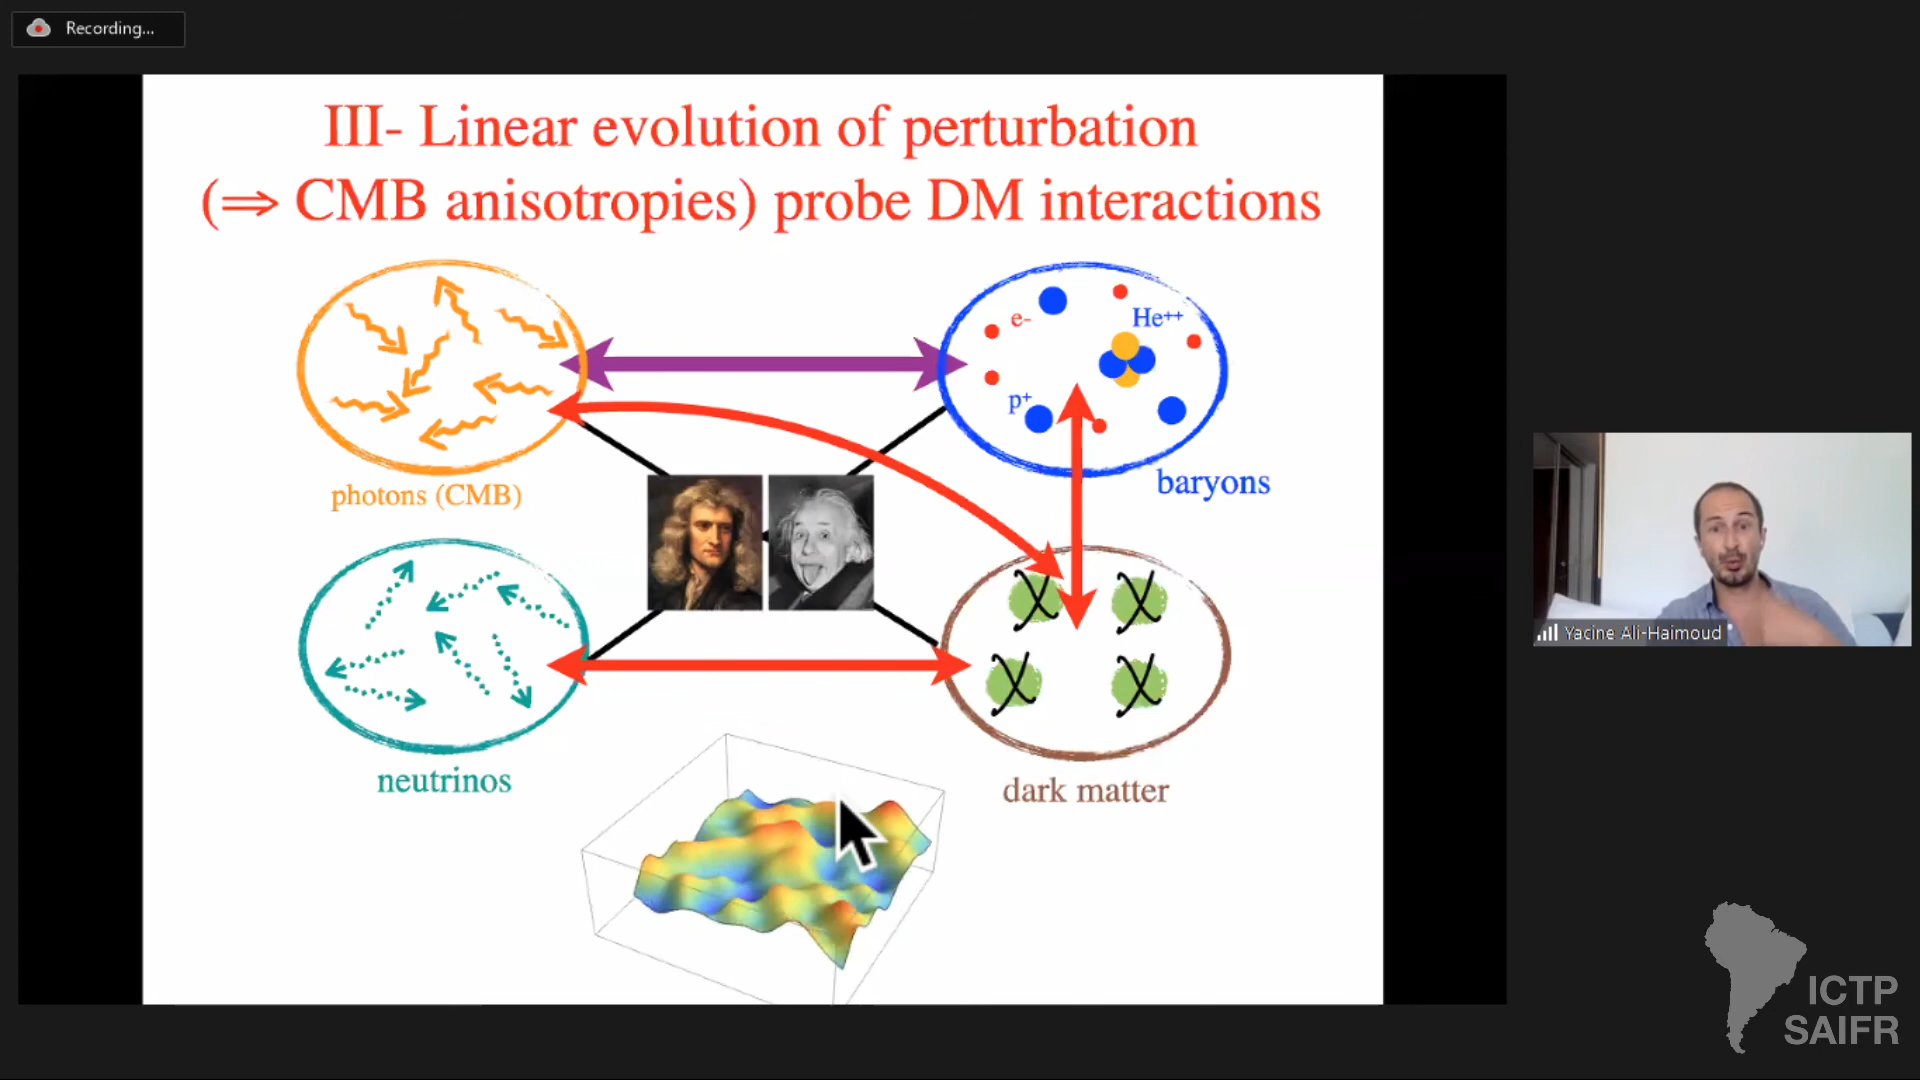 Recording...
III- Linear evolution of perturbation
(⇒ CMB anisotropies) probe DM interactions
e-
He++
p+
photons (CMB)
baryons
χ
χ
χ
χ
neutrinos
dark matter
Yacine Ali-Haimoud
ICTP
SAIFR